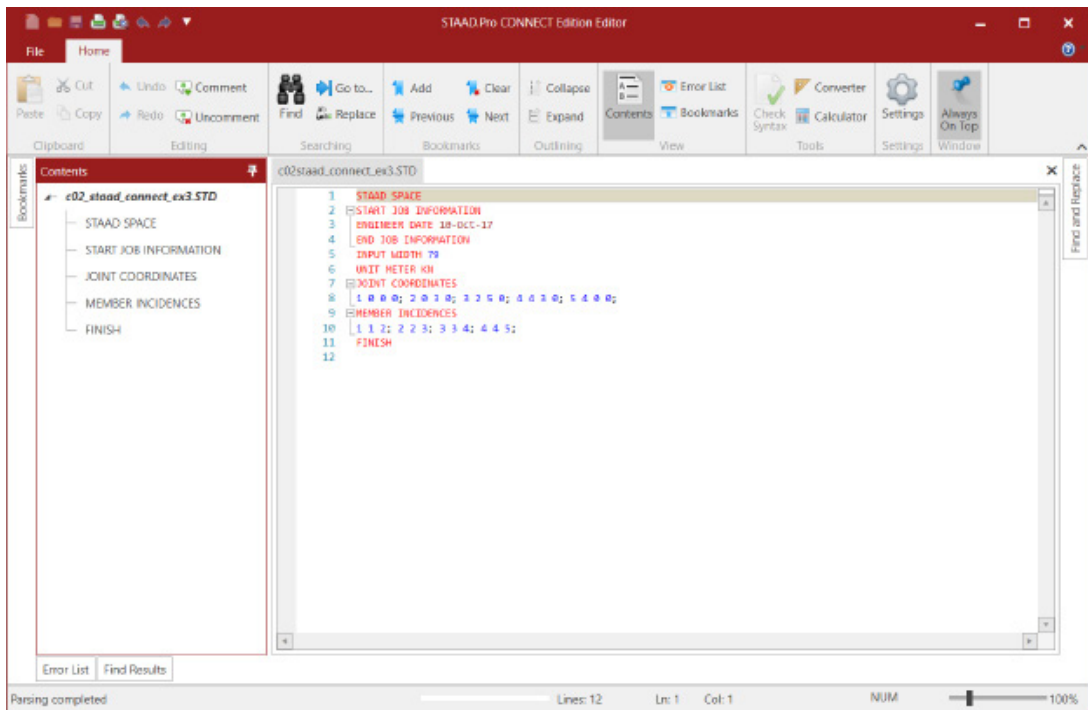 STAAD.Pro CONNECT Edition Editor
File Home
Paste Cut Copy
Undo Comment
Redo Uncomment
Find Go to... Replace
Add Clear
Previous Next
Collapse
Expand
Contents Error List Bookmarks
Check Syntax Converter Calculator
Settings
Always On Top
Clipboard Editing Searching Bookmarks Outlining View Tools Settings Window
Bookmarks
Contents
c02_staad_connect_ex3.STD
STAAD SPACE
START JOB INFORMATION
JOINT COORDINATES
MEMBER INCIDENCES
FINISH
c02staad_connect_ex3.STD
1 STAAD SPACE
2 START JOB INFORMATION
3 ENGINEER DATE 10-Oct-17
4 END JOB INFORMATION
5 INPUT WIDTH 79
6 UNIT METER KN
7 JOINT COORDINATES
8 1 0 0 0; 2 0 3 0; 3 2 5 0; 4 4 3 0; 5 4 0 0;
9 MEMBER INCIDENCES
10 1 1 2; 2 2 3; 3 3 4; 4 4 5;
11 FINISH
12
Find and Replace
Error List Find Results
Parsing completed Lines: 12 Ln: 1 Col: 1 NUM 100%